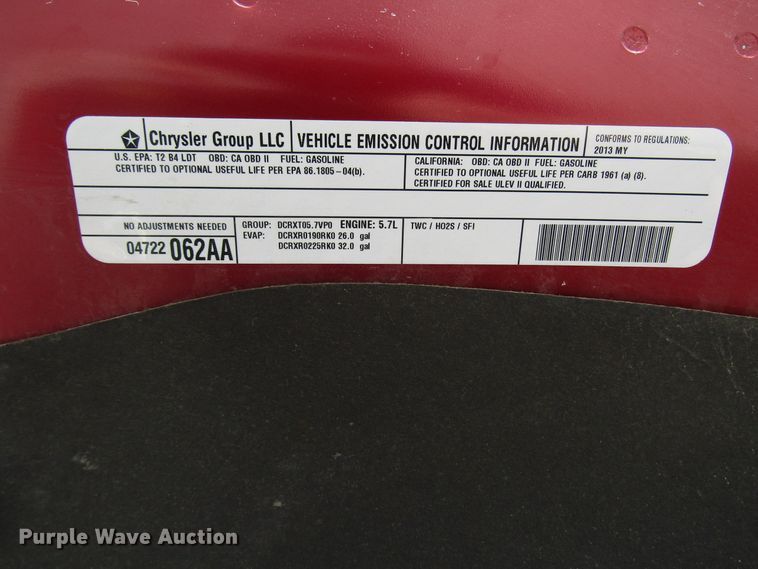 Chrysler Group LLC
VEHICLE EMISSION CONTROL INFORMATION
CONFORMS TO REGULATIONS:
2013 MY
U.S. EPA: T2 B4 LDT OBD: CA OBD II FUEL: GASOLINE
CERTIFIED TO OPTIONAL USEFUL LIFE PER EPA 86.1805-04(b).
CALIFORNIA: OBD: CA OBD II FUEL: GASOLINE
CERTIFIED TO OPTIONAL USEFUL LIFE PER CARB 1961 (a) (8).
CERTIFIED FOR SALE ULEV II QUALIFIED.
NO ADJUSTMENTS NEEDED
04722 062AA
GROUP: DCRXT05.7VP0 ENGINE: 5.7L
EVAP: DCRXR0190RK0 26.0 gal
DCRXR0225RK0 32.0 gal
TWC / HO2S / SFI
Purple Wave Auction